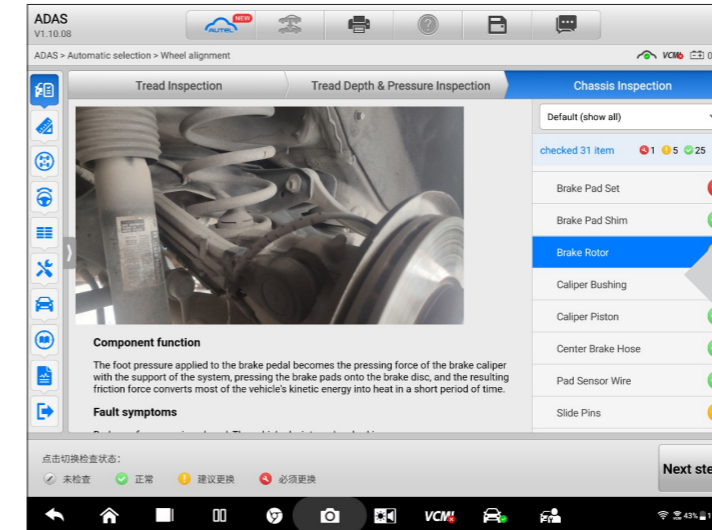 ADAS
V1.10.08
AUTEL
NEW
ADAS > Automatic selection > Wheel alignment
VCMI
Tread Inspection
Tread Depth & Pressure Inspection
Chassis Inspection
Default (show all)
checked 31 item 1 5 25
Brake Pad Set
Brake Pad Shim
Brake Rotor
Caliper Bushing
Caliper Piston
Center Brake Hose
Pad Sensor Wire
Slide Pins
Component function
The foot pressure applied to the brake pedal becomes the pressing force of the brake caliper
with the support of the system, pressing the brake pads onto the brake disc, and the resulting
friction force converts most of the vehicle's kinetic energy into heat in a short period of time.
Fault symptoms
点击切换检查状态:
未检查 正常 建议更换 必须更换
Next ste
VCMI
43%